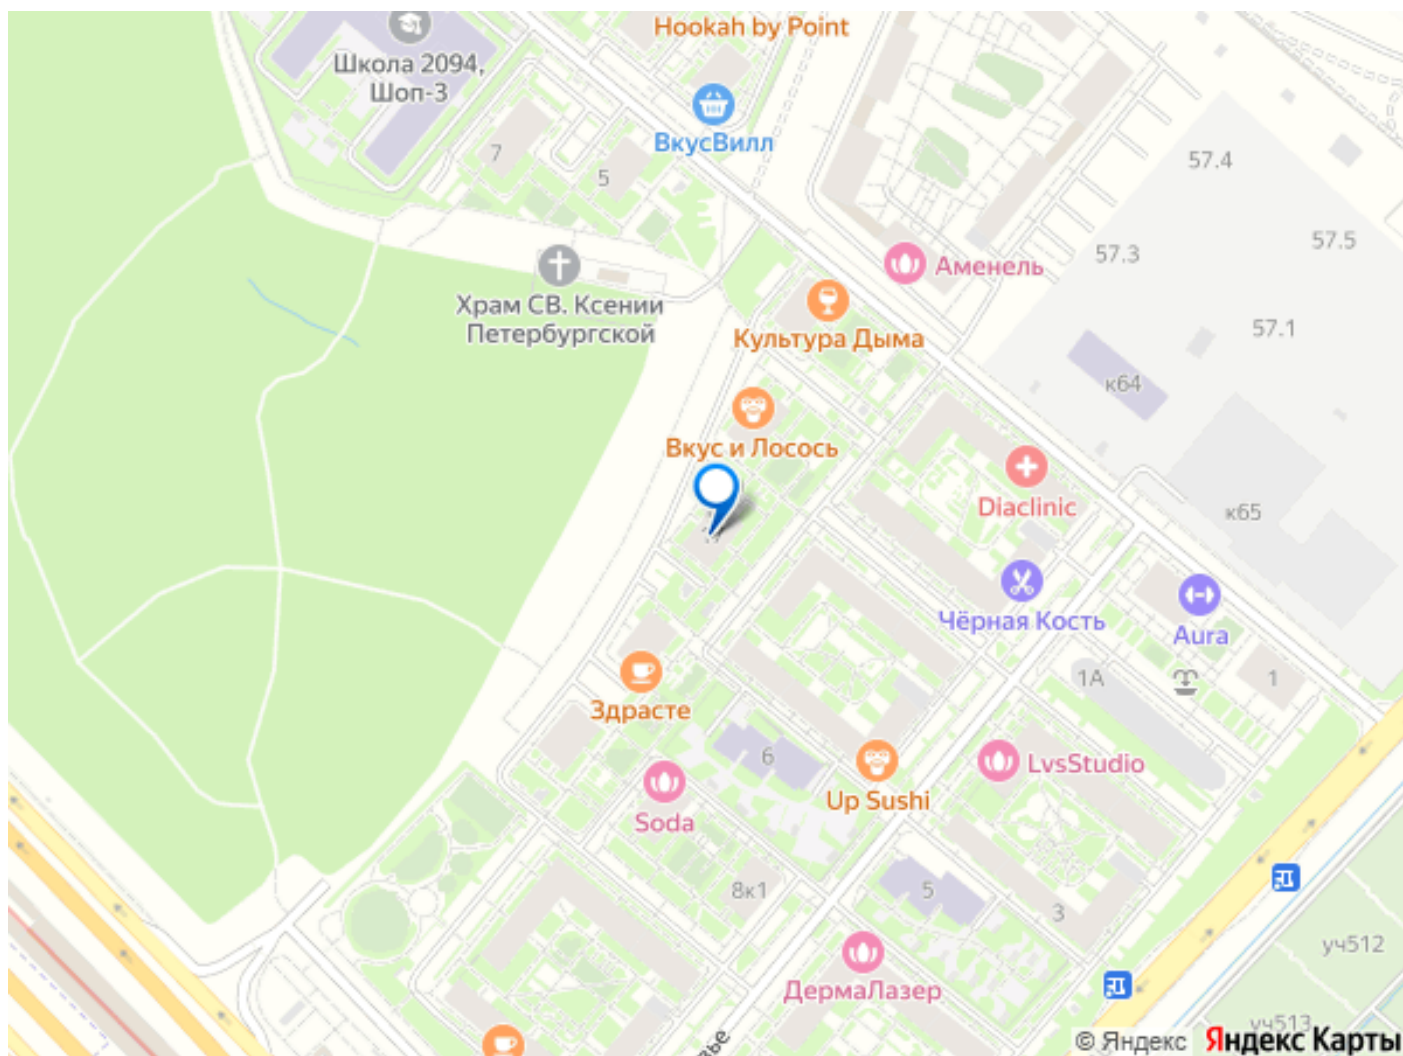 Hookah by Point
Школа 2094,
Шоп-3
ВкусВилл
7
5
57.4
57.5
57.3
57.1
Аменель
Храм СВ. Ксении
Петербургской
Культура Дыма
к64
Вкус и Лосось
Diaclinic
к65
Чёрная Кость
Aura
1А
1
Здрасте
6
LvsStudio
Up Sushi
Soda
8к1
5
3
уч512
ДермаЛазер
уч513
© Яндекс Яндекс Карты